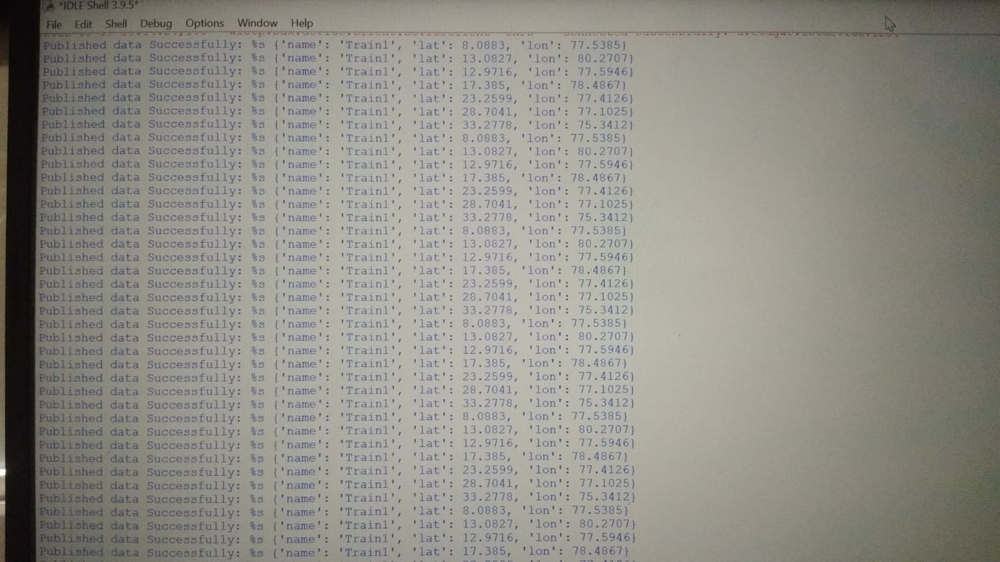 *IDLE Shell 3.9.5*
File Edit Shell Debug Options Window Help
Published data Successfully: %s {'name': 'Train1', 'lat': 8.0883, 'lon': 77.5385}
Published data Successfully: %s {'name': 'Train1', 'lat': 13.0827, 'lon': 80.2707}
Published data Successfully: %s {'name': 'Train1', 'lat': 12.9716, 'lon': 77.5946}
Published data Successfully: %s {'name': 'Train1', 'lat': 17.385, 'lon': 78.4867}
Published data Successfully: %s {'name': 'Train1', 'lat': 23.2599, 'lon': 77.4126}
Published data Successfully: %s {'name': 'Train1', 'lat': 28.7041, 'lon': 77.1025}
Published data Successfully: %s {'name': 'Train1', 'lat': 33.2778, 'lon': 75.3412}
Published data Successfully: %s {'name': 'Train1', 'lat': 8.0883, 'lon': 77.5385}
Published data Successfully: %s {'name': 'Train1', 'lat': 13.0827, 'lon': 80.2707}
Published data Successfully: %s {'name': 'Train1', 'lat': 12.9716, 'lon': 77.5946}
Published data Successfully: %s {'name': 'Train1', 'lat': 17.385, 'lon': 78.4867}
Published data Successfully: %s {'name': 'Train1', 'lat': 23.2599, 'lon': 77.4126}
Published data Successfully: %s {'name': 'Train1', 'lat': 28.7041, 'lon': 77.1025}
Published data Successfully: %s {'name': 'Train1', 'lat': 33.2778, 'lon': 75.3412}
Published data Successfully: %s {'name': 'Train1', 'lat': 8.0883, 'lon': 77.5385}
Published data Successfully: %s {'name': 'Train1', 'lat': 13.0827, 'lon': 80.2707}
Published data Successfully: %s {'name': 'Train1', 'lat': 12.9716, 'lon': 77.5946}
Published data Successfully: %s {'name': 'Train1', 'lat': 17.385, 'lon': 78.4867}
Published data Successfully: %s {'name': 'Train1', 'lat': 23.2599, 'lon': 77.4126}
Published data Successfully: %s {'name': 'Train1', 'lat': 28.7041, 'lon': 77.1025}
Published data Successfully: %s {'name': 'Train1', 'lat': 33.2778, 'lon': 75.3412}
Published data Successfully: %s {'name': 'Train1', 'lat': 8.0883, 'lon': 77.5385}
Published data Successfully: %s {'name': 'Train1', 'lat': 13.0827, 'lon': 80.2707}
Published data Successfully: %s {'name': 'Train1', 'lat': 12.9716, 'lon': 77.5946}
Published data Successfully: %s {'name': 'Train1', 'lat': 17.385, 'lon': 78.4867}
Published data Successfully: %s {'name': 'Train1', 'lat': 23.2599, 'lon': 77.4126}
Published data Successfully: %s {'name': 'Train1', 'lat': 28.7041, 'lon': 77.1025}
Published data Successfully: %s {'name': 'Train1', 'lat': 33.2778, 'lon': 75.3412}
Published data Successfully: %s {'name': 'Train1', 'lat': 8.0883, 'lon': 77.5385}
Published data Successfully: %s {'name': 'Train1', 'lat': 13.0827, 'lon': 80.2707}
Published data Successfully: %s {'name': 'Train1', 'lat': 12.9716, 'lon': 77.5946}
Published data Successfully: %s {'name': 'Train1', 'lat': 17.385, 'lon': 78.4867}
Published data Successfully: %s {'name': 'Train1', 'lat': 23.2599, 'lon': 77.4126}
Published data Successfully: %s {'name': 'Train1', 'lat': 28.7041, 'lon': 77.1025}
Published data Successfully: %s {'name': 'Train1', 'lat': 33.2778, 'lon': 75.3412}
Published data Successfully: %s {'name': 'Train1', 'lat': 8.0883, 'lon': 77.5385}
Published data Successfully: %s {'name': 'Train1', 'lat': 13.0827, 'lon': 80.2707}
Published data Successfully: %s {'name': 'Train1', 'lat': 12.9716, 'lon': 77.5946}
Published data Successfully: %s {'name': 'Train1', 'lat': 17.385, 'lon': 78.4867}